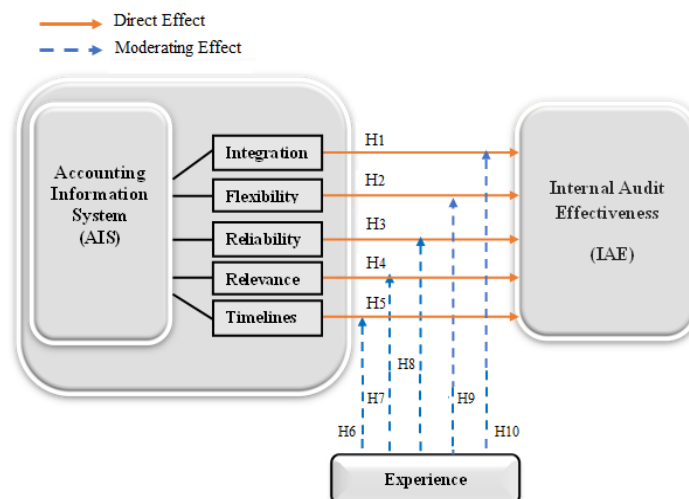 Direct Effect
Moderating Effect
Accounting
Information
System
(AIS)
Integration
Flexibility
Reliability
Relevance
Timelines
H1
H2
H3
H4
H5
Internal Audit
Effectiveness
(IAE)
H8
H7
H9
H6
H10
Experience